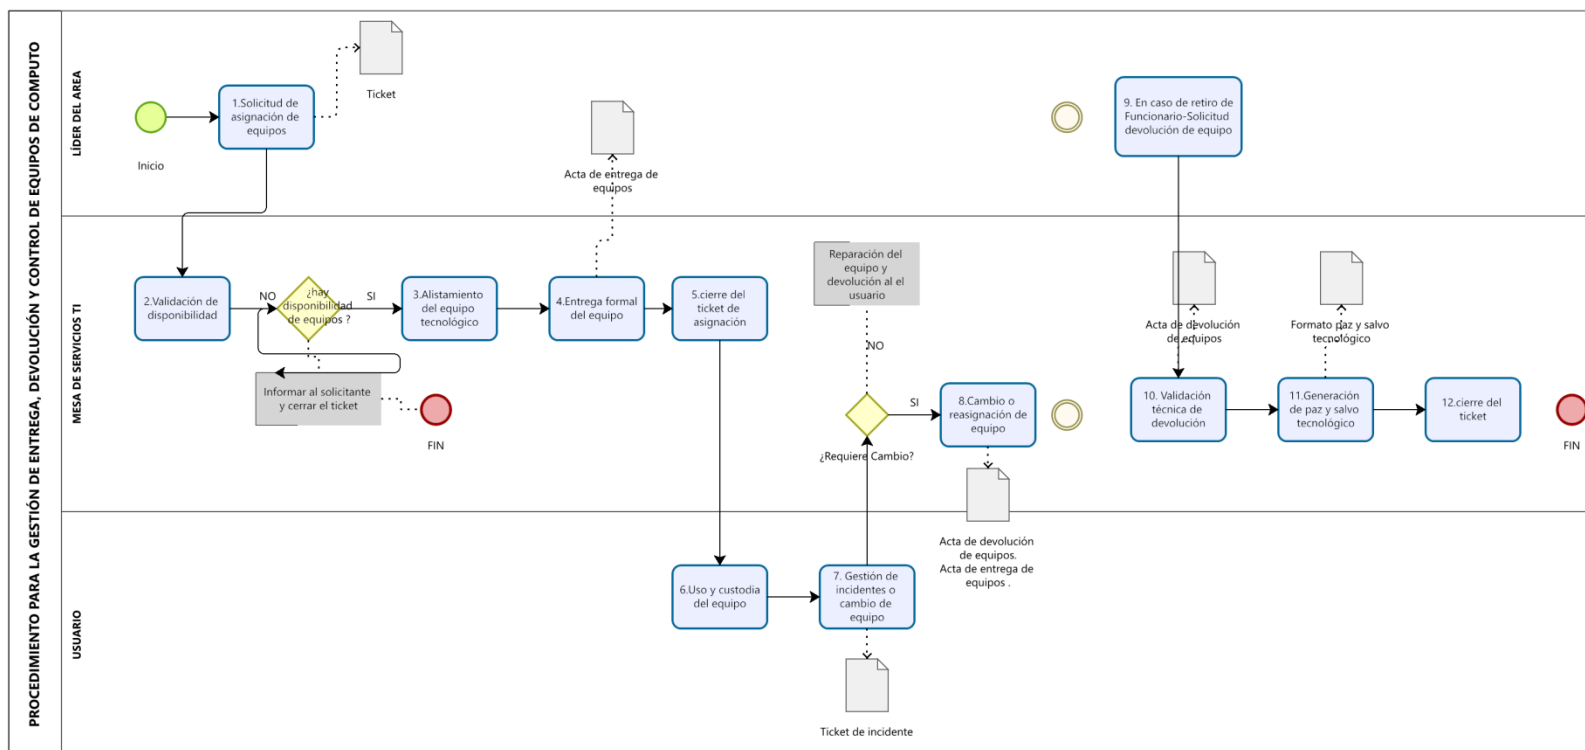 PROCEDIMIENTO PARA LA GESTIÓN DE ENTREGA, DEVOLUCIÓN Y CONTROL DE EQUIPOS DE COMPUTO
LÍDER DEL AREA
Inicio
1.Solicitud de
asignación de
equipos
Ticket
Acta de entrega de
equipos
9. En caso de retiro de
Funcionario-Solicitud
devolución de equipo
MESA DE SERVICIOS TI
2.Validación de
disponibilidad
NO
¿hay
disponibilidad
de equipos ?
SI
3.Alistamiento
del equipo
tecnológico
4.Entrega formal
del equipo
5.cierre del
ticket de
asignación
Informar al solicitante
y cerrar el ticket
FIN
Reparación del
equipo y
devolución al el
usuario
NO
¿Requiere Cambio?
SI
8.Cambio o
reasignación de
equipo
Acta de devolución
de equipos.
Acta de entrega de
equipos .
Acta de devolución
de equipos
Formato paz y salvo
tecnológico
10. Validación
técnica de
devolución
11.Generación
de paz y salvo
tecnológico
12.cierre del
ticket
FIN
USUARIO
6.Uso y custodia
del equipo
7. Gestión de
incidentes o
cambio de
equipo
Ticket de incidente